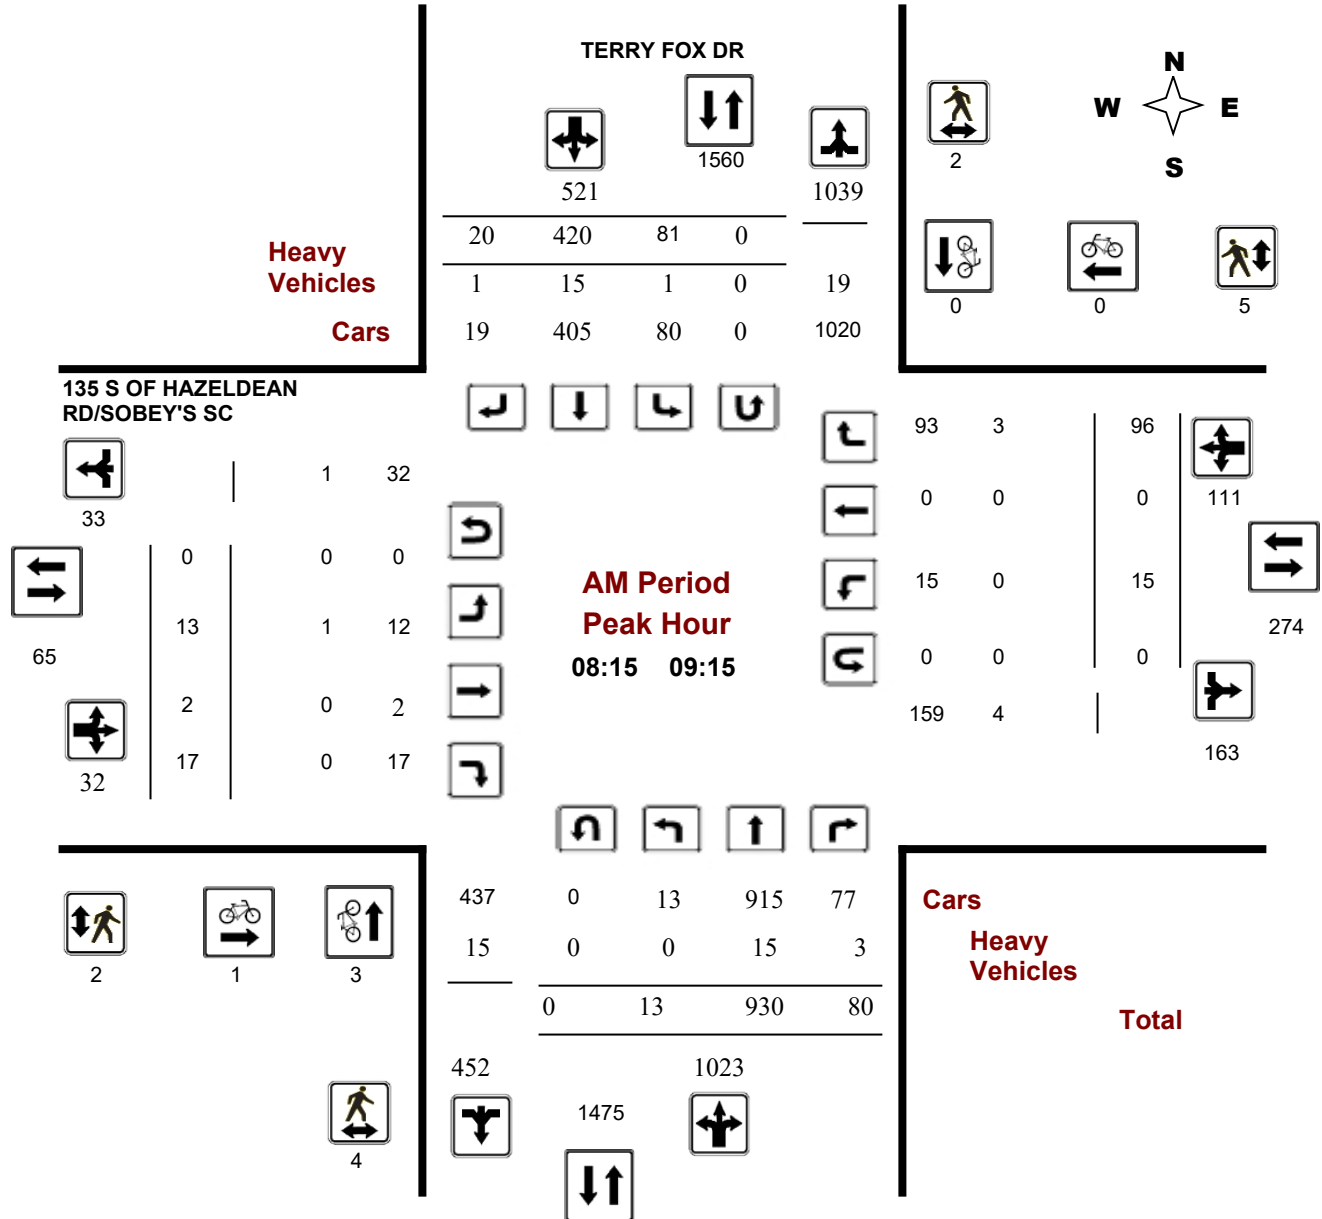 TERRY FOX DR
N
W E
S
1560
2
521 1039
20 420 81 0
Heavy
Vehicles 1 15 1 0 19
Cars 19 405 80 0 1020
0 0 5
135 S OF HAZELDEAN
RD/SOBEY'S SC
93 3 96
1 32
33
0 0 0 111
0 0 0
AM Period
15 0 15
Peak Hour
13 1 12 274
65
08:15 09:15
0 0 0
2 0 2
159 4
17 0 17 163
32
437 0 13 915 77 Cars
15 0 0 15 3 Heavy
Vehicles
2 1 3
0 13 930 80 Total
452 1023
1475
4